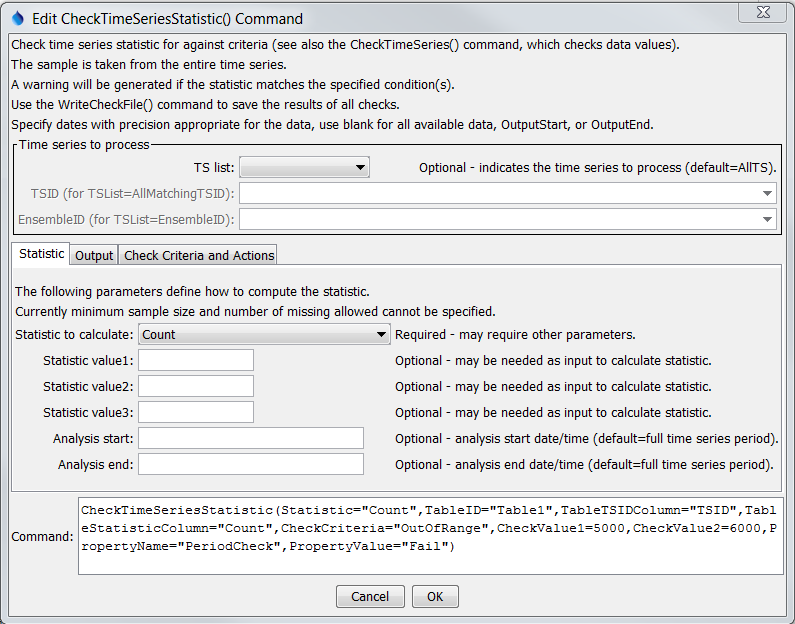 Edit CheckTimeSeriesStatistic() Command
Check time series statistic for against criteria (see also the CheckTimeSeries() command, which checks data values).
The sample is taken from the entire time series.
A warning will be generated if the statistic matches the specified condition(s).
Use the WriteCheckFile() command to save the results of all checks.
Specify dates with precision appropriate for the data, use blank for all available data, OutputStart, or OutputEnd.
Time series to process
TS list: Optional - indicates the time series to process (default=AllTS).
TSID (for TSList=AllMatchingTSID):
EnsembleID (for TSList=EnsembleID):
Statistic Output Check Criteria and Actions
The following parameters define how to compute the statistic.
Currently minimum sample size and number of missing allowed cannot be specified.
Statistic to calculate: Count Required - may require other parameters.
Statistic value1: Optional - may be needed as input to calculate statistic.
Statistic value2: Optional - may be needed as input to calculate statistic.
Statistic value3: Optional - may be needed as input to calculate statistic.
Analysis start: Optional - analysis start date/time (default=full time series period).
Analysis end: Optional - analysis end date/time (default=full time series period).
CheckTimeSeriesStatistic(Statistic="Count",TableID="Table1",TableTSIDColumn="TSID",Tabl
eStatisticColumn="Count",CheckCriteria="OutOfRange",CheckValue1=5000,CheckValue2=6000,P
Command: ropertyName="PeriodCheck",PropertyValue="Fail")
Cancel OK